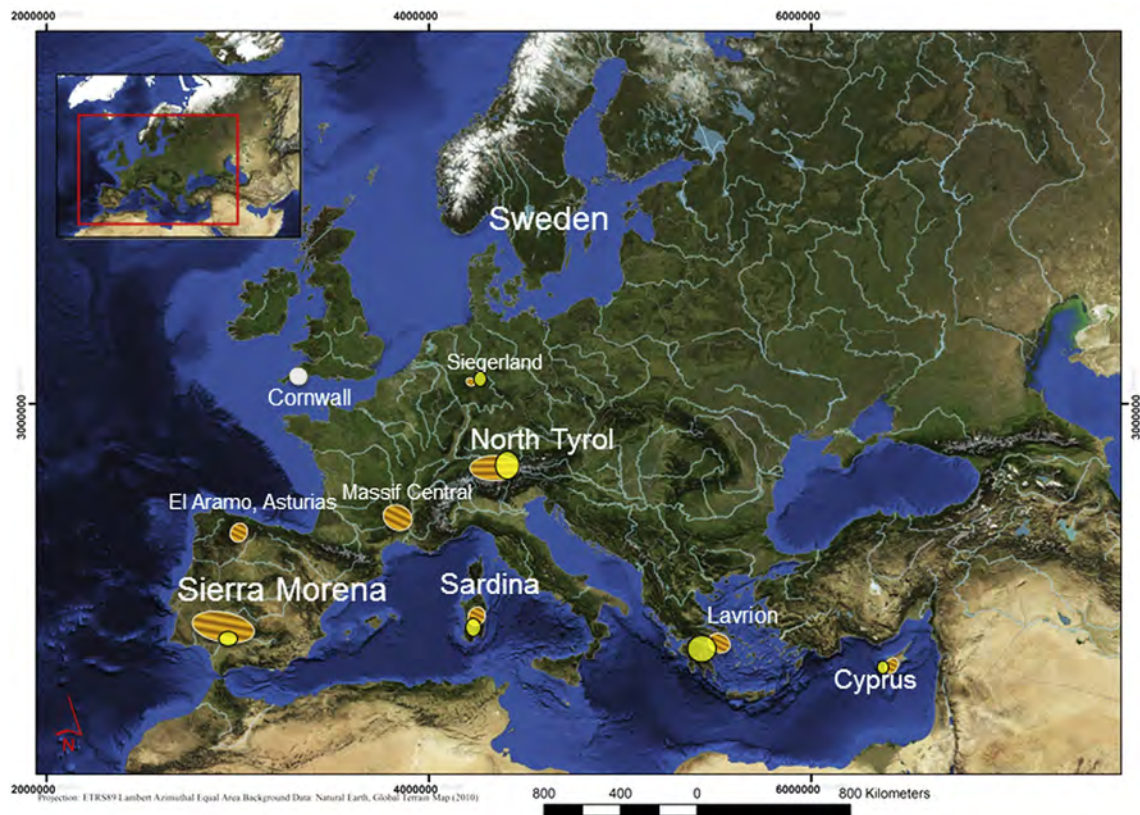 2000000 4000000 6000000
Sweden
Siegerland
Cornwall
3000000 3000000
North Tyrol
Massif Central
El Aramo, Asturias
Sierra Morena
Sardina
Lavrion
Cyprus
N
2000000 4000000 6000000
Projection: ETRS89 Lambert Azimuthal Equal Area Background Data: Natural Earth, Global Terrain Map (2010)
800 400 0 800 Kilometers